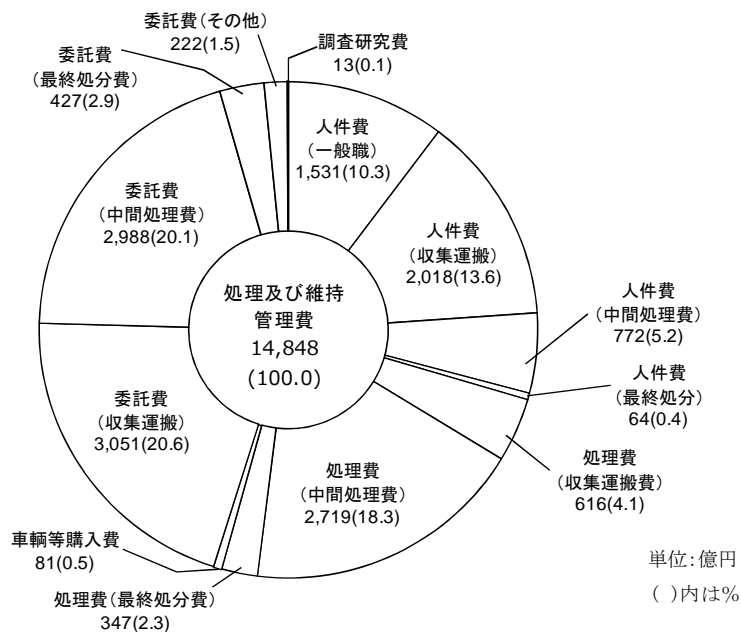 委託費(その他)
222(1.5)
調査研究費
13(0.1)
委託費
(最終処分費)
427(2.9)
人件費
(一般職)
1,531(10.3)
委託費
(中間処理費)
2,988(20.1)
人件費
(収集運搬)
2,018(13.6)
人件費
(中間処理費)
772(5.2)
処理及び維持
管理費
14,848
(100.0)
人件費
(最終処分)
64(0.4)
委託費
(収集運搬)
3,051(20.6)
処理費
(収集運搬費)
616(4.1)
処理費
(中間処理費)
2,719(18.3)
車輌等購入費
81(0.5)
処理費(最終処分費)
347(2.3)
単位:億円
( )内は%